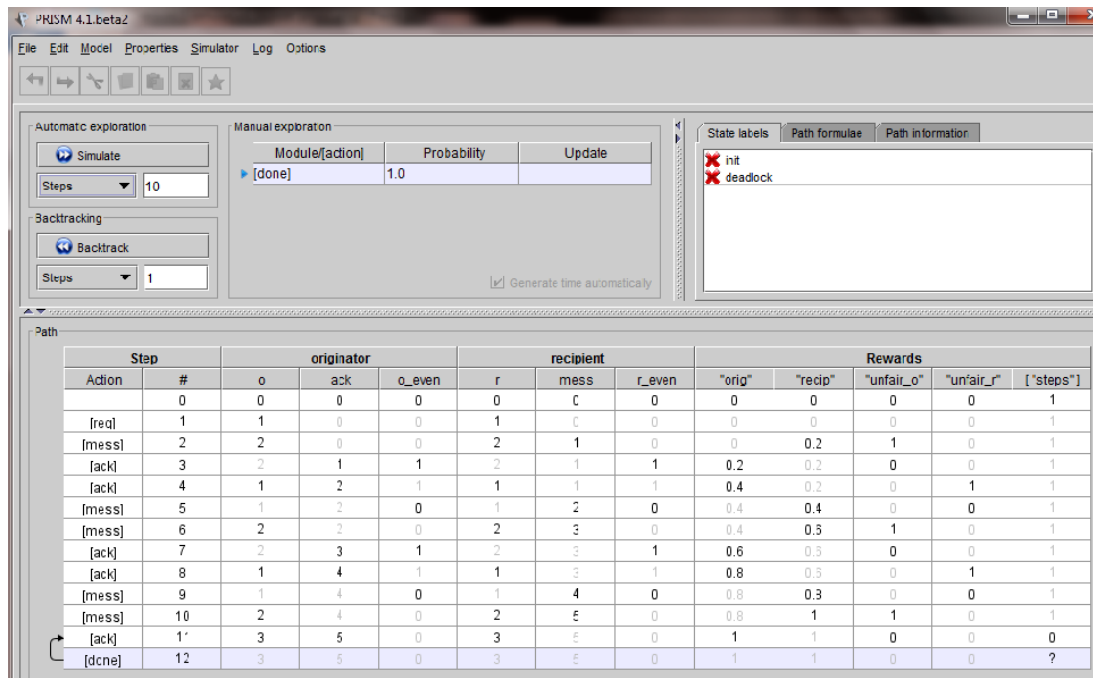 PRISM 4.1.beta2
File Edit Model Properties Simulator Log Options
Automatic exploration
Simulate
Steps 10
Backtracking
Backtrack
Steps 1
Manual exploration
Module/[action] Probability Update
[done] 1.0
Generate time automatically
State labels Path formulae Path information
init
deadlock
Path
Step originator recipient Rewards
Action # o ack o_even r mess r_even "orig" "recip" "unfair_o" "unfair_r" ["steps"]
0 0 0 0 0 0 0 0 0 0 0 1
[req] 1 1 0 0 1 0 0 0 0 0 0 1
[mess] 2 2 0 0 2 1 0 0 0.2 1 0 1
[ack] 3 2 1 1 2 1 1 0.2 0.2 0 0 1
[ack] 4 1 2 1 1 1 1 0.4 0.2 0 1 1
[mess] 5 1 2 0 1 2 0 0.4 0.4 0 0 1
[mess] 6 2 2 0 2 3 0 0.4 0.6 1 0 1
[ack] 7 2 3 1 2 3 1 0.6 0.6 0 0 1
[ack] 8 1 4 1 1 3 1 0.8 0.6 0 1 1
[mess] 9 1 4 0 1 4 0 0.8 0.8 0 0 1
[mess] 10 2 4 0 2 5 0 0.8 1 1 0 1
[ack] 11 3 5 0 3 5 0 1 1 0 0 0
[done] 12 3 5 0 3 5 0 1 1 0 0 ?